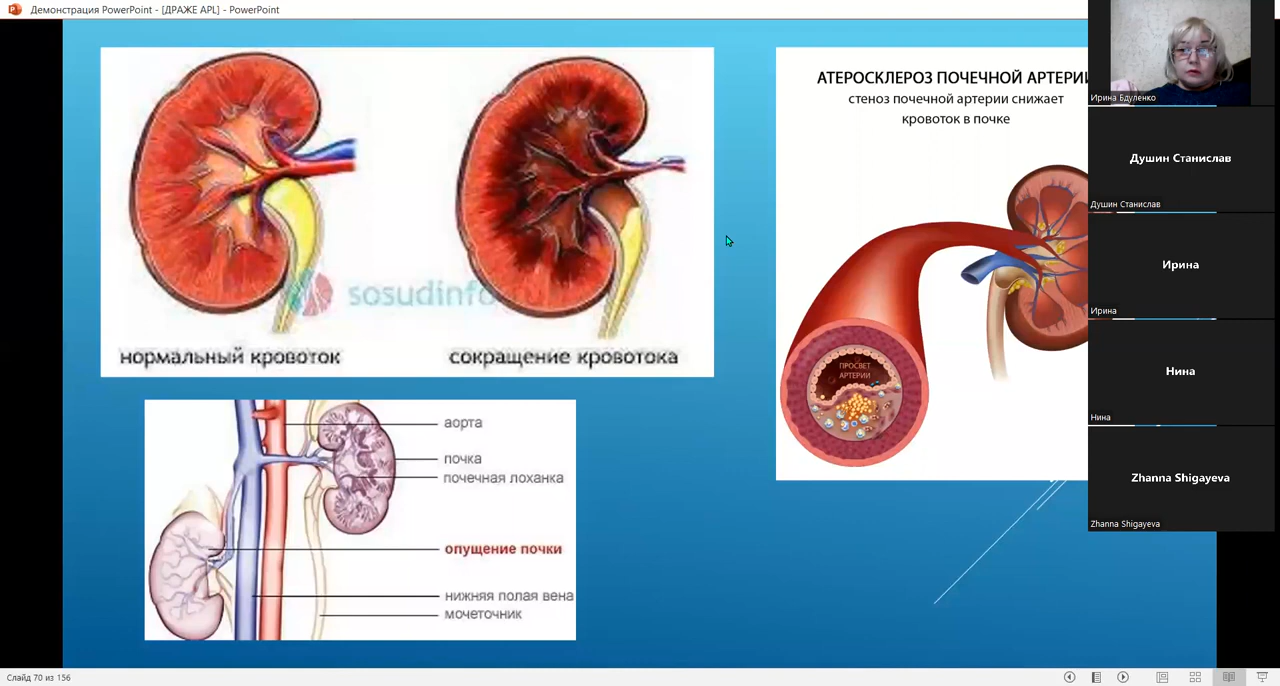 Демонстрация PowerPoint - [ДРАЖЕ APL] - PowerPoint
sosudinfo
нормальный кровоток
сокращение кровотока
АТЕРОСКЛЕРОЗ ПОЧЕЧНОЙ АРТЕРИИ
стеноз почечной артерии снижает
кровоток в почке
ПРОСВЕТ
АРТЕРИИ
аорта
почка
почечная лоханка
опущение почки
нижняя полая вена
мочеточник
Ирина Бдуленко
Душин Станислав
Душин Станислав
Ирина
Ирина
Нина
Нина
Zhanna Shigayeva
Zhanna Shigayeva
Слайд 70 из 156